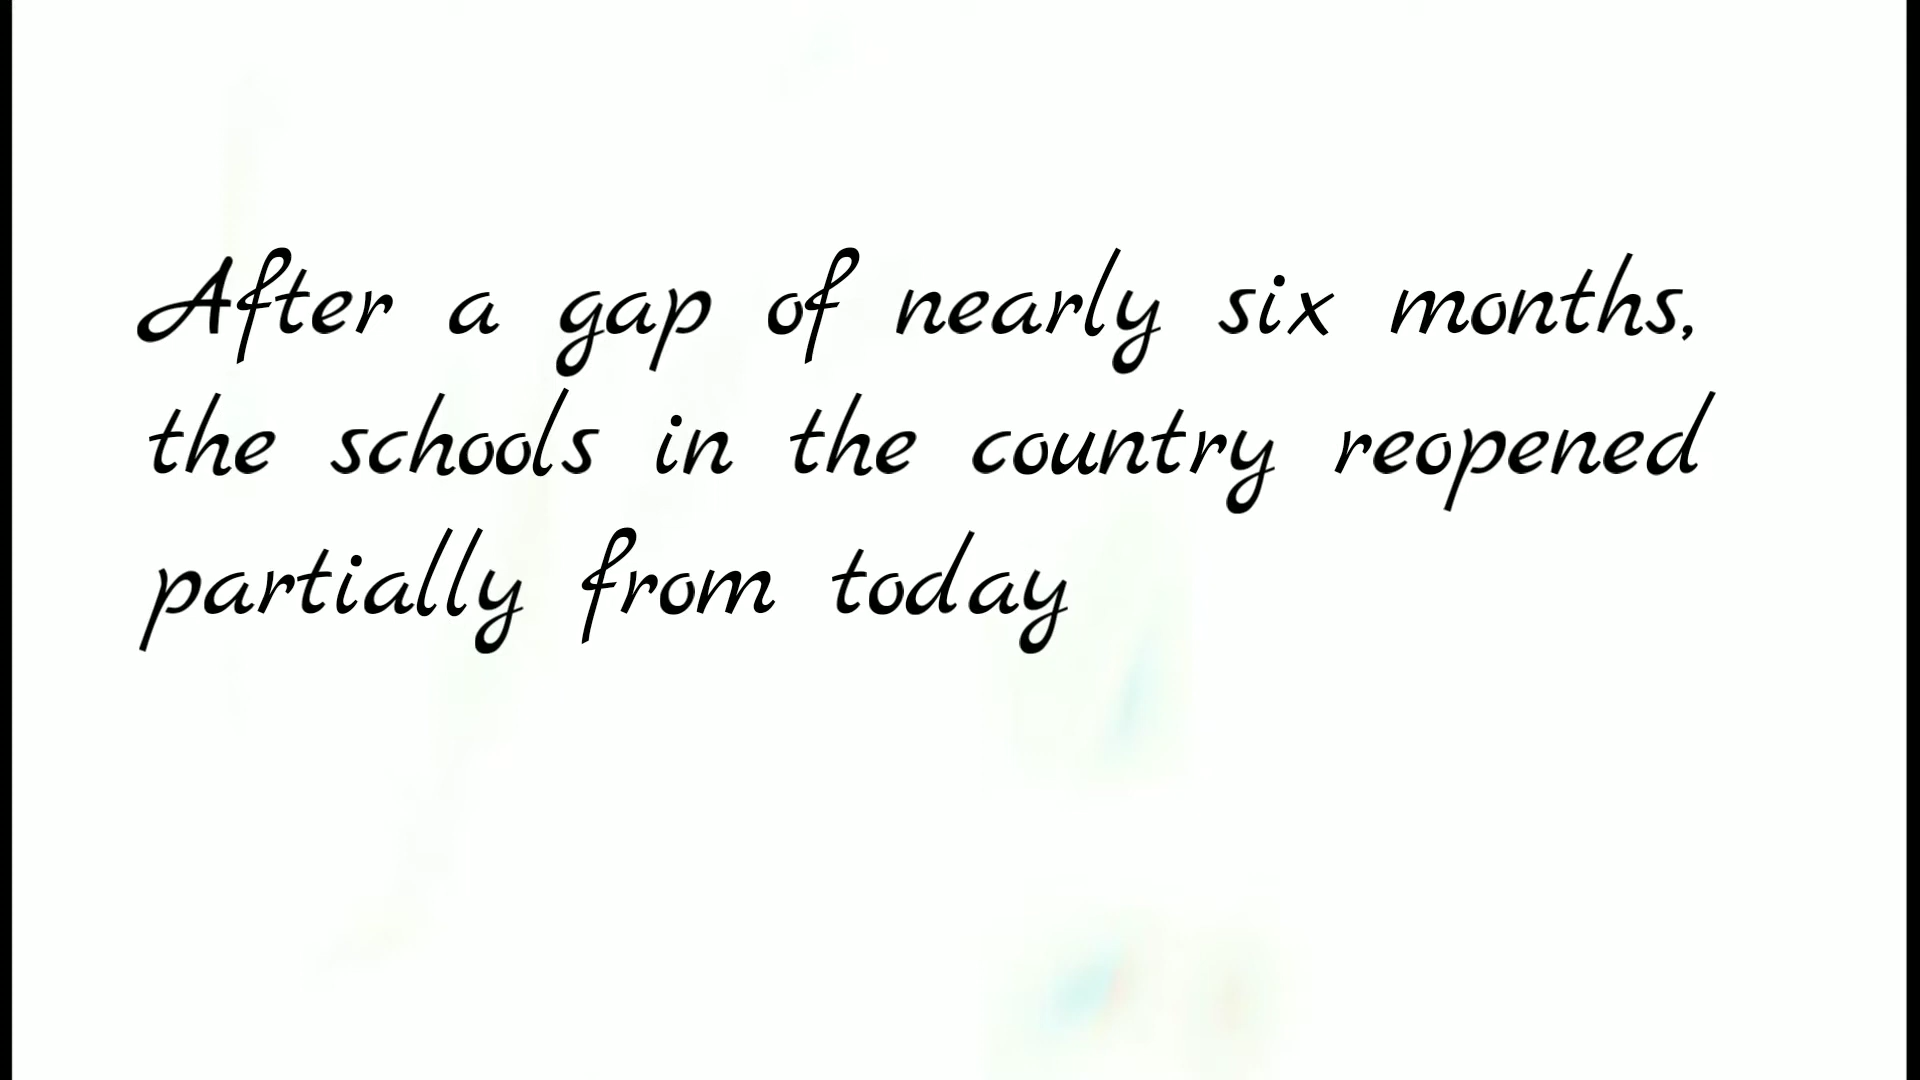 After a gap of nearly six months,
the schools in the country reopened
partially from today